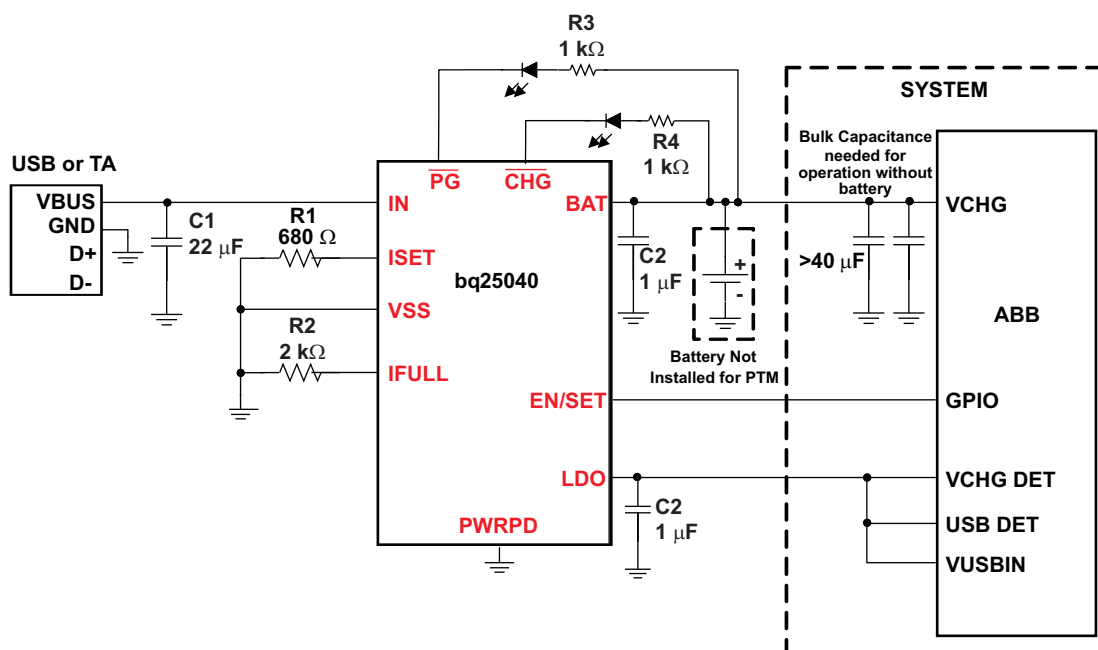 R3
1 kΩ
SYSTEM
R4
1 kΩ
Bulk Capacitance
needed for
operation without
battery
USB or TA
VBUS
GND
D+
D-
C1
22 μF
R1
680 Ω
R2
2 kΩ
PG
CHG
IN
BAT
ISET
bq25040
VSS
IFULL
EN/SET
LDO
PWRPD
C2
1 μF
+
-
Battery Not
Installed for PTM
>40 μF
C2
1 μF
VCHG
ABB
GPIO
VCHG DET
USB DET
VUSBIN